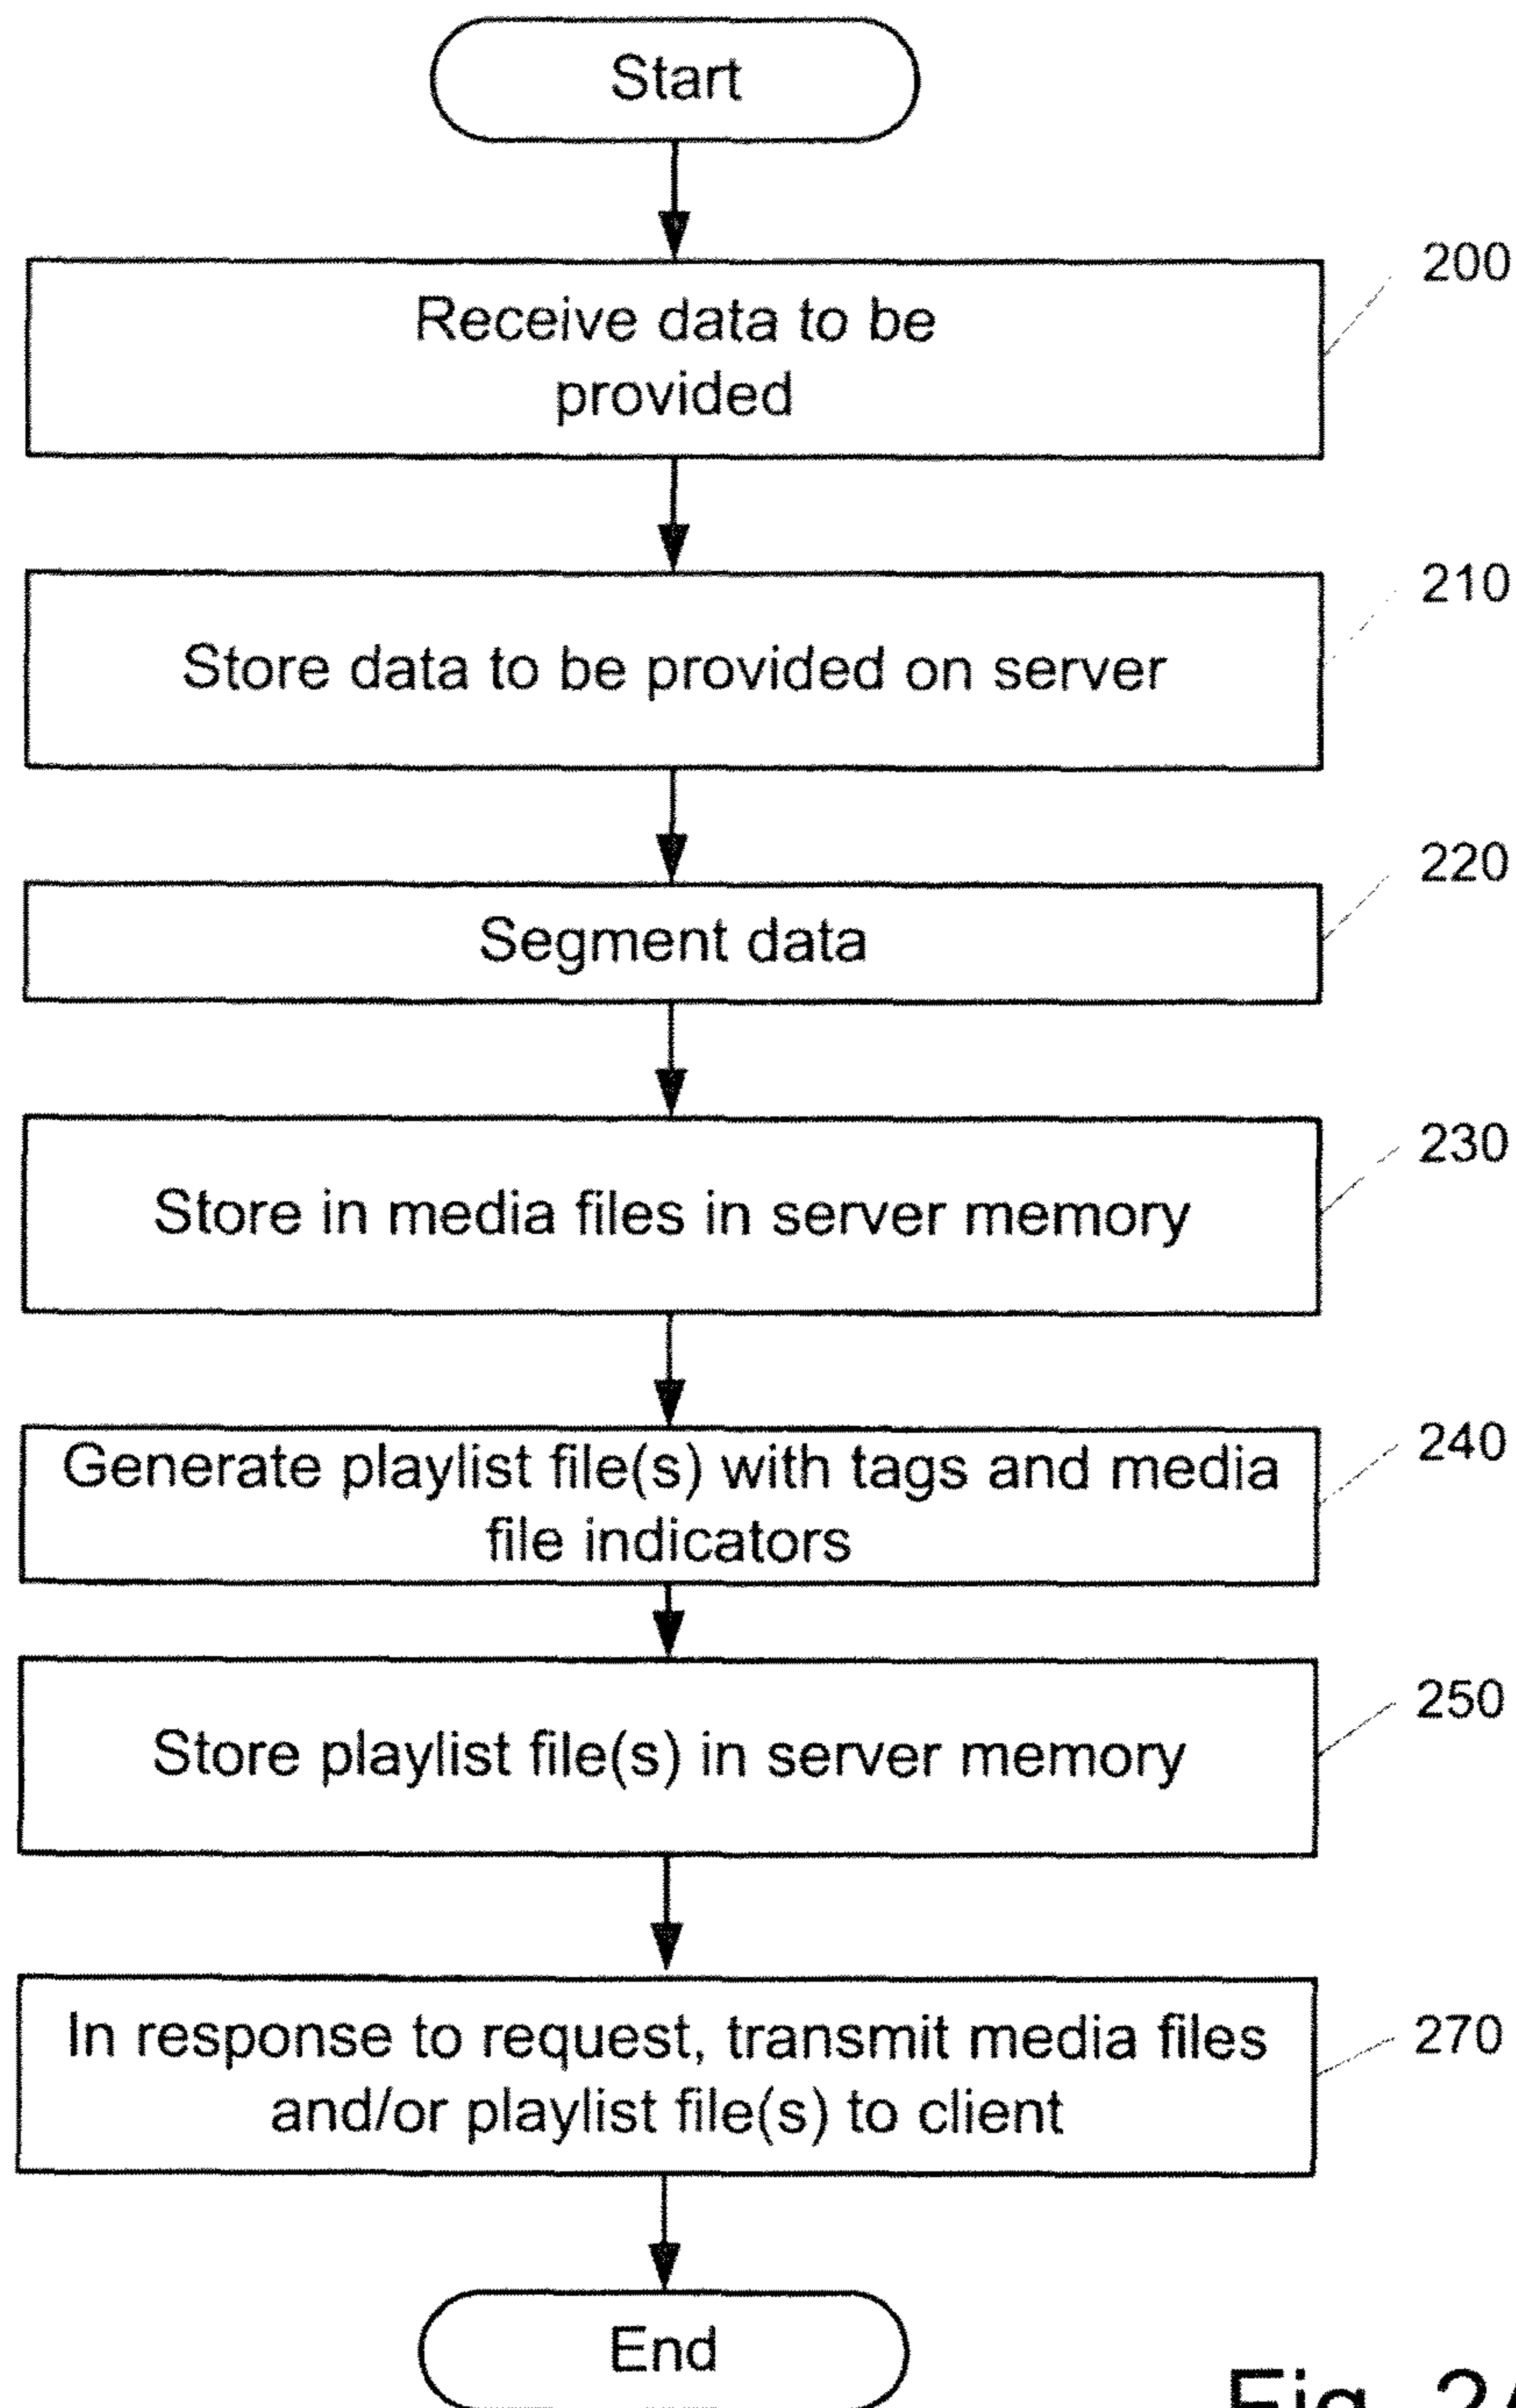 Start
200
Receive data to be
provided
210
Store data to be provided on server
220
Segment data
230
Store in media files in server memory
240
Generate playlist file(s) with tags and media
file indicators
250
Store playlist file(s) in server memory
270
In response to request, transmit media files
and/or playlist file(s) to client
End
Fig. 2A